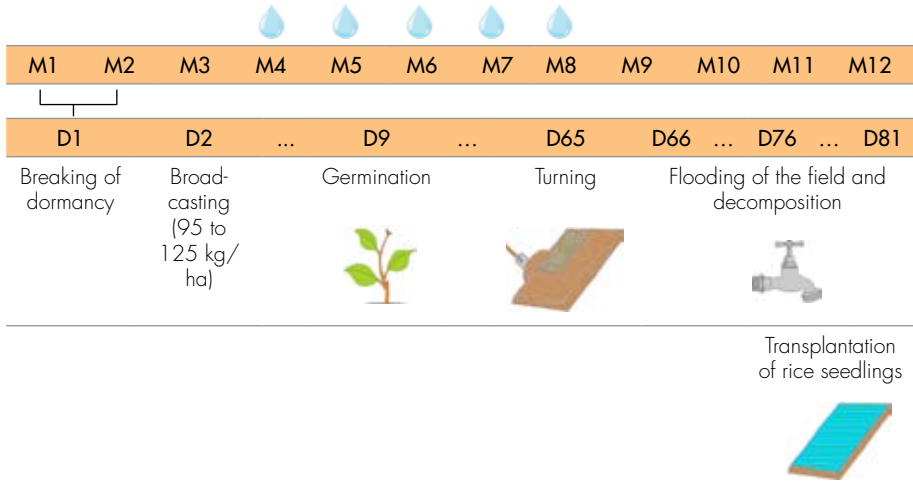 M1 M2 M3 M4 M5 M6 M7 M8 M9 M10 M11 M12
D1 D2 ... D9 ... D65 D66 ... D76 ... D81
Breaking of
dormancy
Broad-
casting
(95 to
125 kg/
ha)
Germination
Turning
Flooding of the field and
decomposition
Transplantation
of rice seedlings